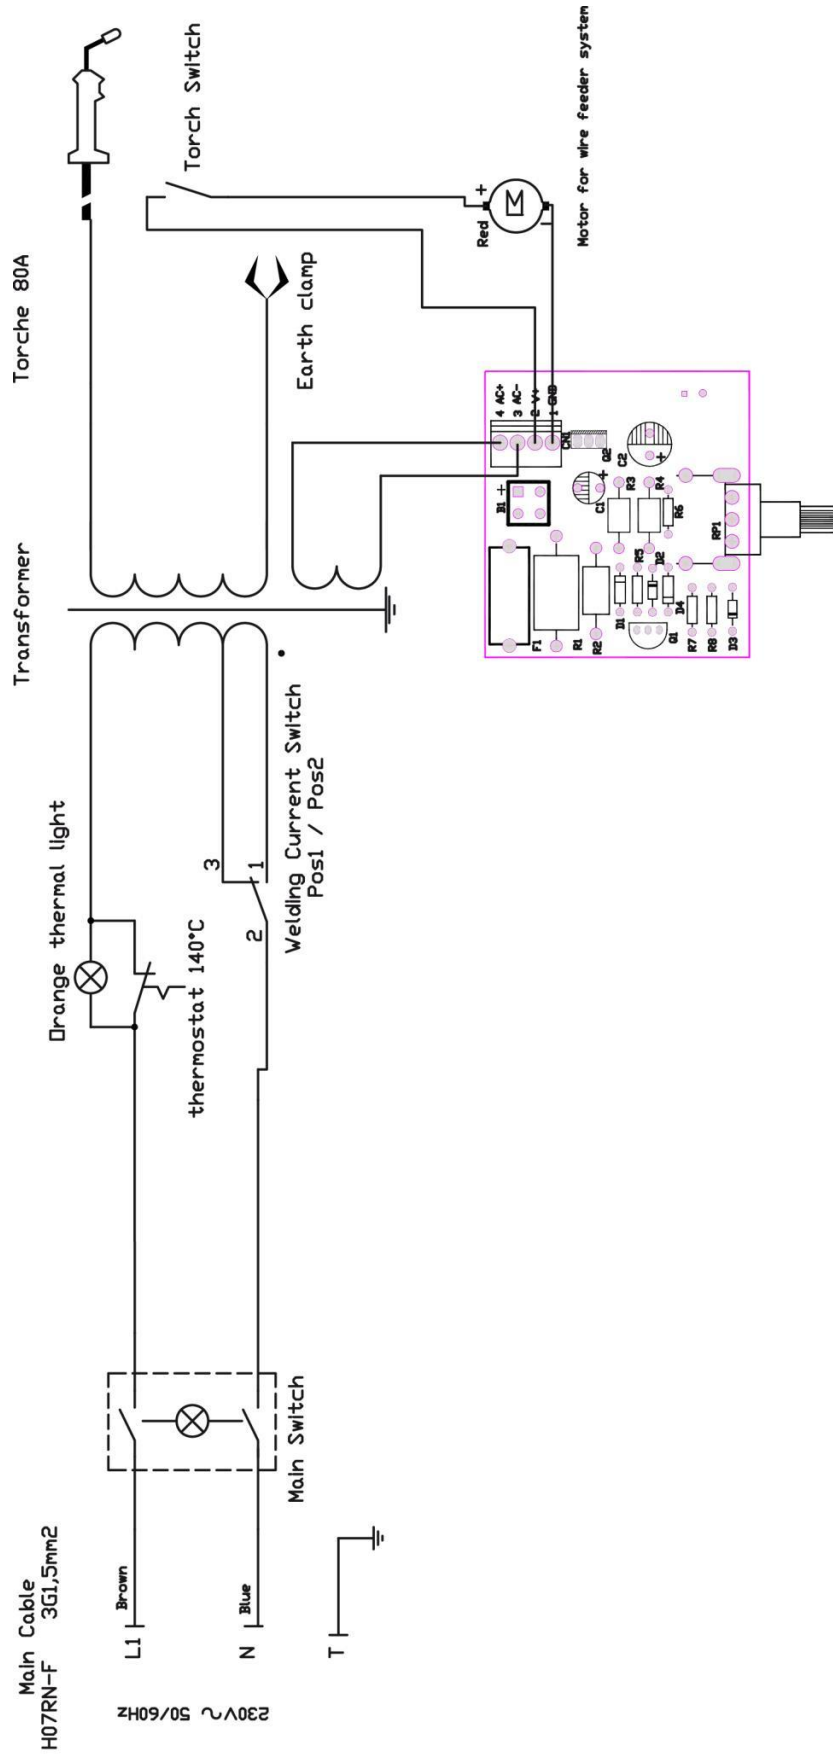 Main Cable
H07RN-F 3G1,5mm2
230V ~ 50/60Hz
L1
Brown
N
Blue
T
Main Switch
Orange thermal light
thermostat 140°C
3
1
2
Welding Current Switch
Pos1 / Pos2
Transformer
Torche 80A
Torch Switch
Earth clamp
Red
+
M
Motor for wire feeder system
4 AC+
3 AC-
2 V+
1 GND
CN1
Q2
B1
+
C1
+
C2
+
F1
R1
R2
R3
R4
R5
R6
D1
D2
D4
Q1
R7
R8
D3
RP1